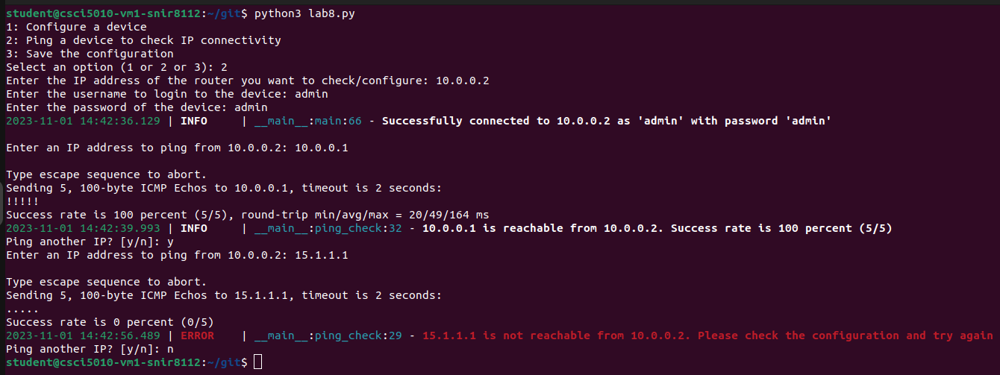 student@csci5010-vm1-snir8112:~/git$ python3 lab8.py
1: Configure a device
2: Ping a device to check IP connectivity
3: Save the configuration
Select an option (1 or 2 or 3): 2
Enter the IP address of the router you want to check/configure: 10.0.0.2
Enter the username to login to the device: admin
Enter the password of the device: admin
2023-11-01 14:42:36.129 | INFO     | __main__:main:66 - Successfully connected to 10.0.0.2 as 'admin' with password 'admin'
Enter an IP address to ping from 10.0.0.2: 10.0.0.1
Type escape sequence to abort.
Sending 5, 100-byte ICMP Echos to 10.0.0.1, timeout is 2 seconds:
!!!!!
Success rate is 100 percent (5/5), round-trip min/avg/max = 20/49/164 ms
2023-11-01 14:42:39.993 | INFO     | __main__:ping_check:32 - 10.0.0.1 is reachable from 10.0.0.2. Success rate is 100 percent (5/5)
Ping another IP? [y/n]: y
Enter an IP address to ping from 10.0.0.2: 15.1.1.1
Type escape sequence to abort.
Sending 5, 100-byte ICMP Echos to 15.1.1.1, timeout is 2 seconds:
.....
Success rate is 0 percent (0/5)
2023-11-01 14:42:56.489 | ERROR    | __main__:ping_check:29 - 15.1.1.1 is not reachable from 10.0.0.2. Please check the configuration and try again
Ping another IP? [y/n]: n
student@csci5010-vm1-snir8112:~/git$